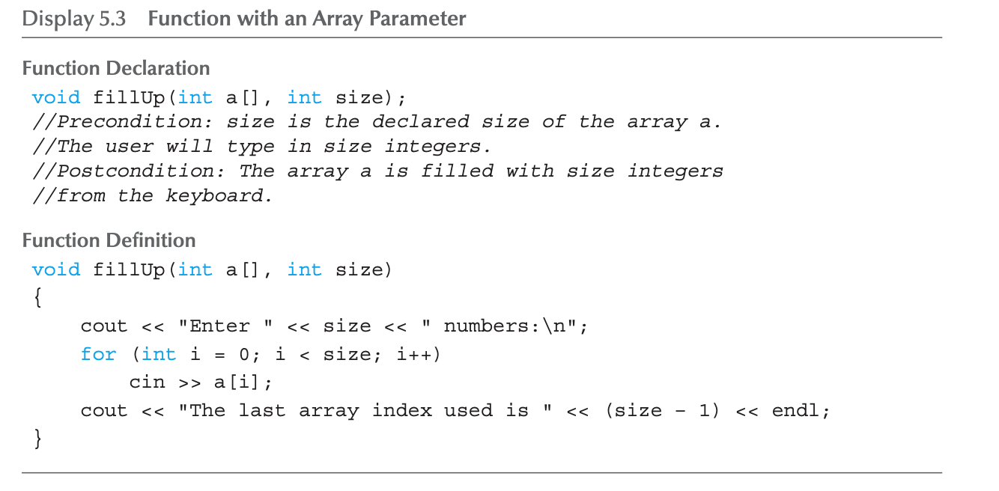 Display 5.3 Function with an Array Parameter
Function Declaration
void fillUp(int a[], int size);
//Precondition: size is the declared size of the array a.
//The user will type in size integers.
//Postcondition: The array a is filled with size integers
//from the keyboard.
Function Definition
void fillUp(int a[], int size)
{
    cout << "Enter " << size << " numbers:\n";
    for (int i = 0; i < size; i++)
        cin >> a[i];
    cout << "The last array index used is " << (size − 1) << endl;
}